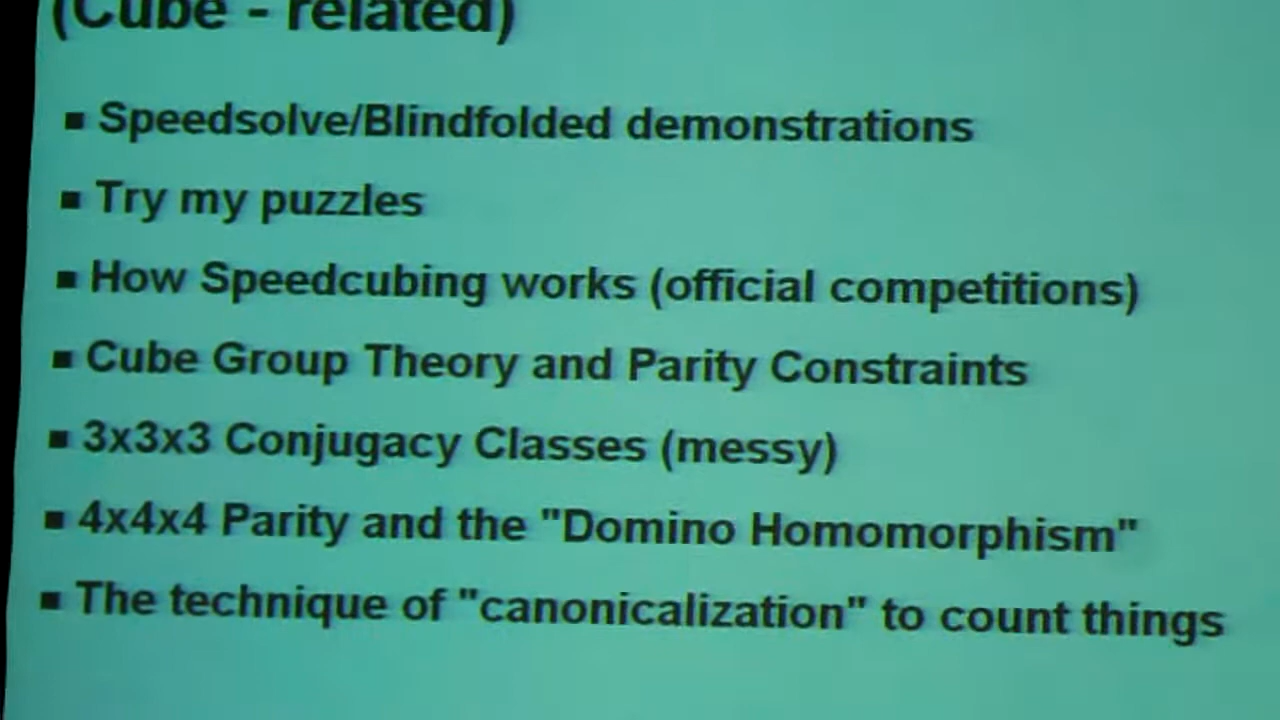 (Cube - related)
▪ Speedsolve/Blindfolded demonstrations
▪ Try my puzzles
▪ How Speedcubing works (official competitions)
▪ Cube Group Theory and Parity Constraints
▪ 3x3x3 Conjugacy Classes (messy)
▪ 4x4x4 Parity and the "Domino Homomorphism"
▪ The technique of "canonicalization" to count things